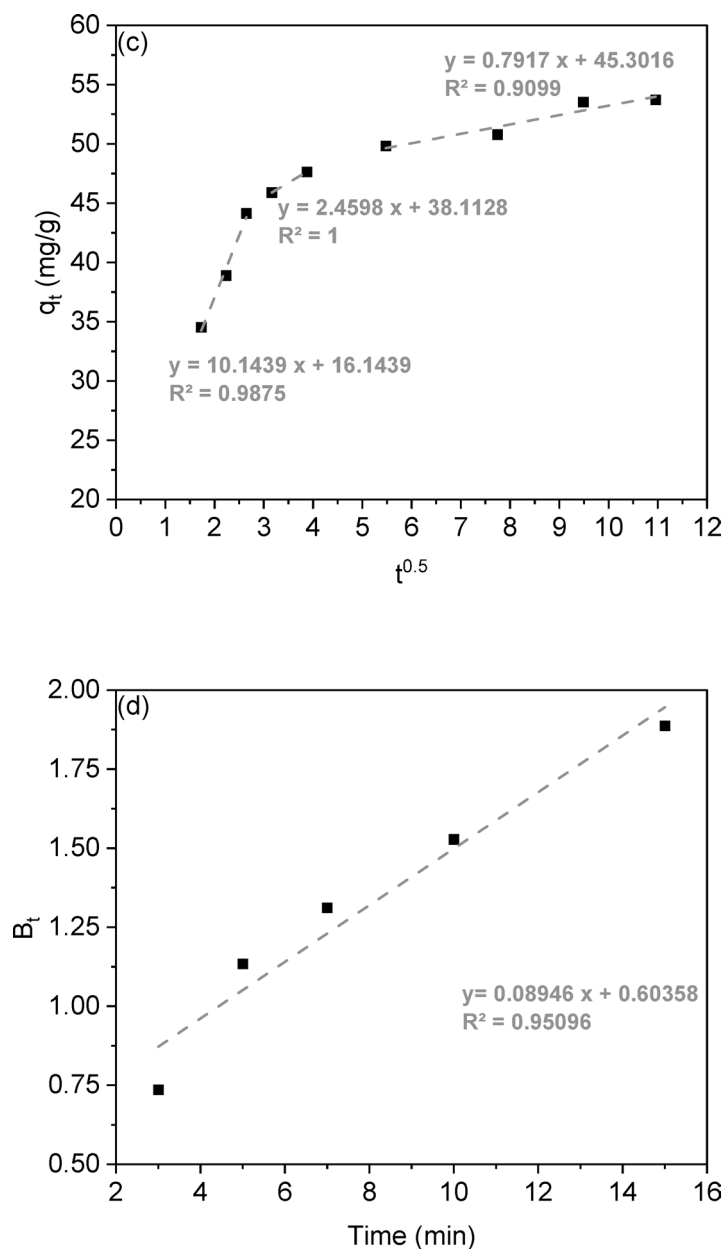 (c)
y = 0.7917 x + 45.3016
R² = 0.9099
y = 2.4598 x + 38.1128
R² = 1
y = 10.1439 x + 16.1439
R² = 0.9875
60
55
50
45
40
35
30
25
20
qₜ (mg/g)
0 1 2 3 4 5 6 7 8 9 10 11 12
t⁰·⁵
(d)
2.00
1.75
1.50
1.25
1.00
0.75
0.50
Bₜ
y= 0.08946 x + 0.60358
R² = 0.95096
2 4 6 8 10 12 14 16
Time (min)